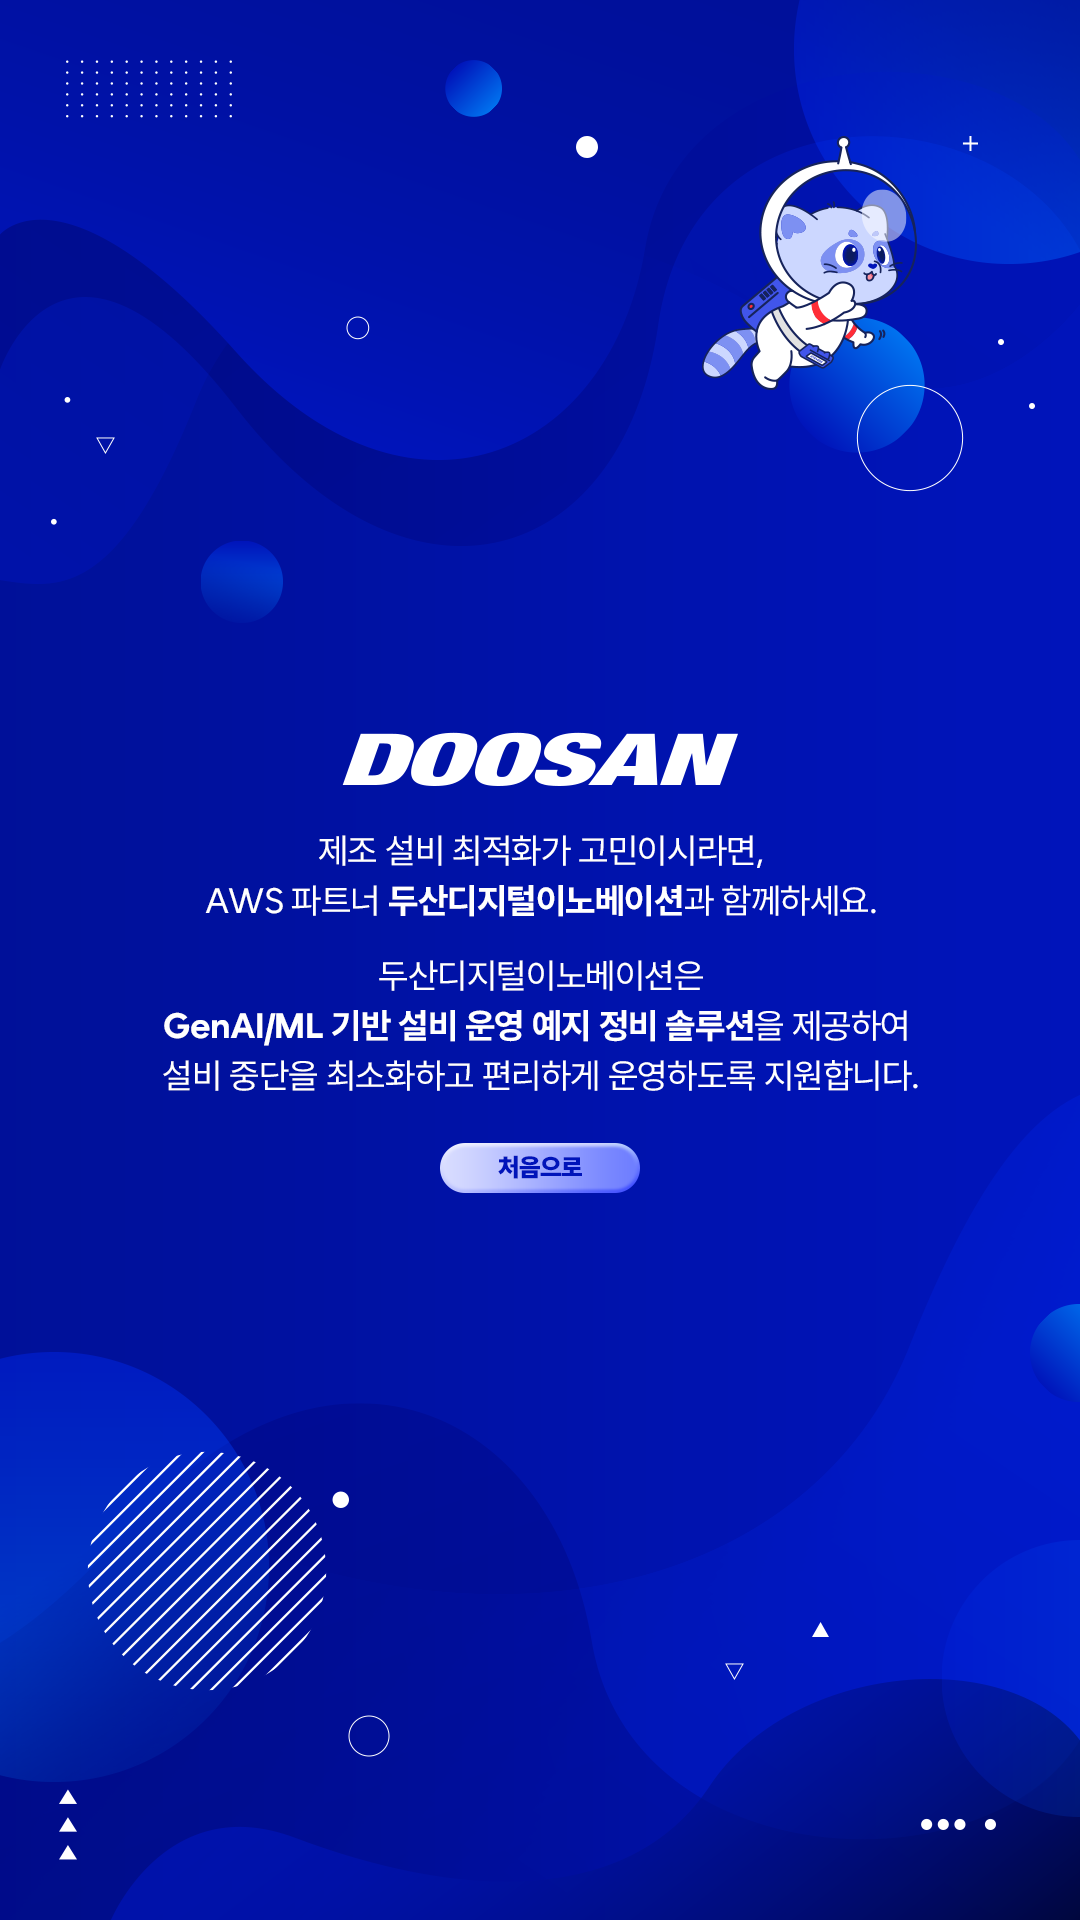 DOOSAN
제조 설비 최적화가 고민이시라면,
AWS 파트너 두산디지털이노베이션과 함께하세요.
두산디지털이노베이션은
GenAI/ML 기반 설비 운영 예지 정비 솔루션을 제공하여
설비 중단을 최소화하고 편리하게 운영하도록 지원합니다.
처음으로